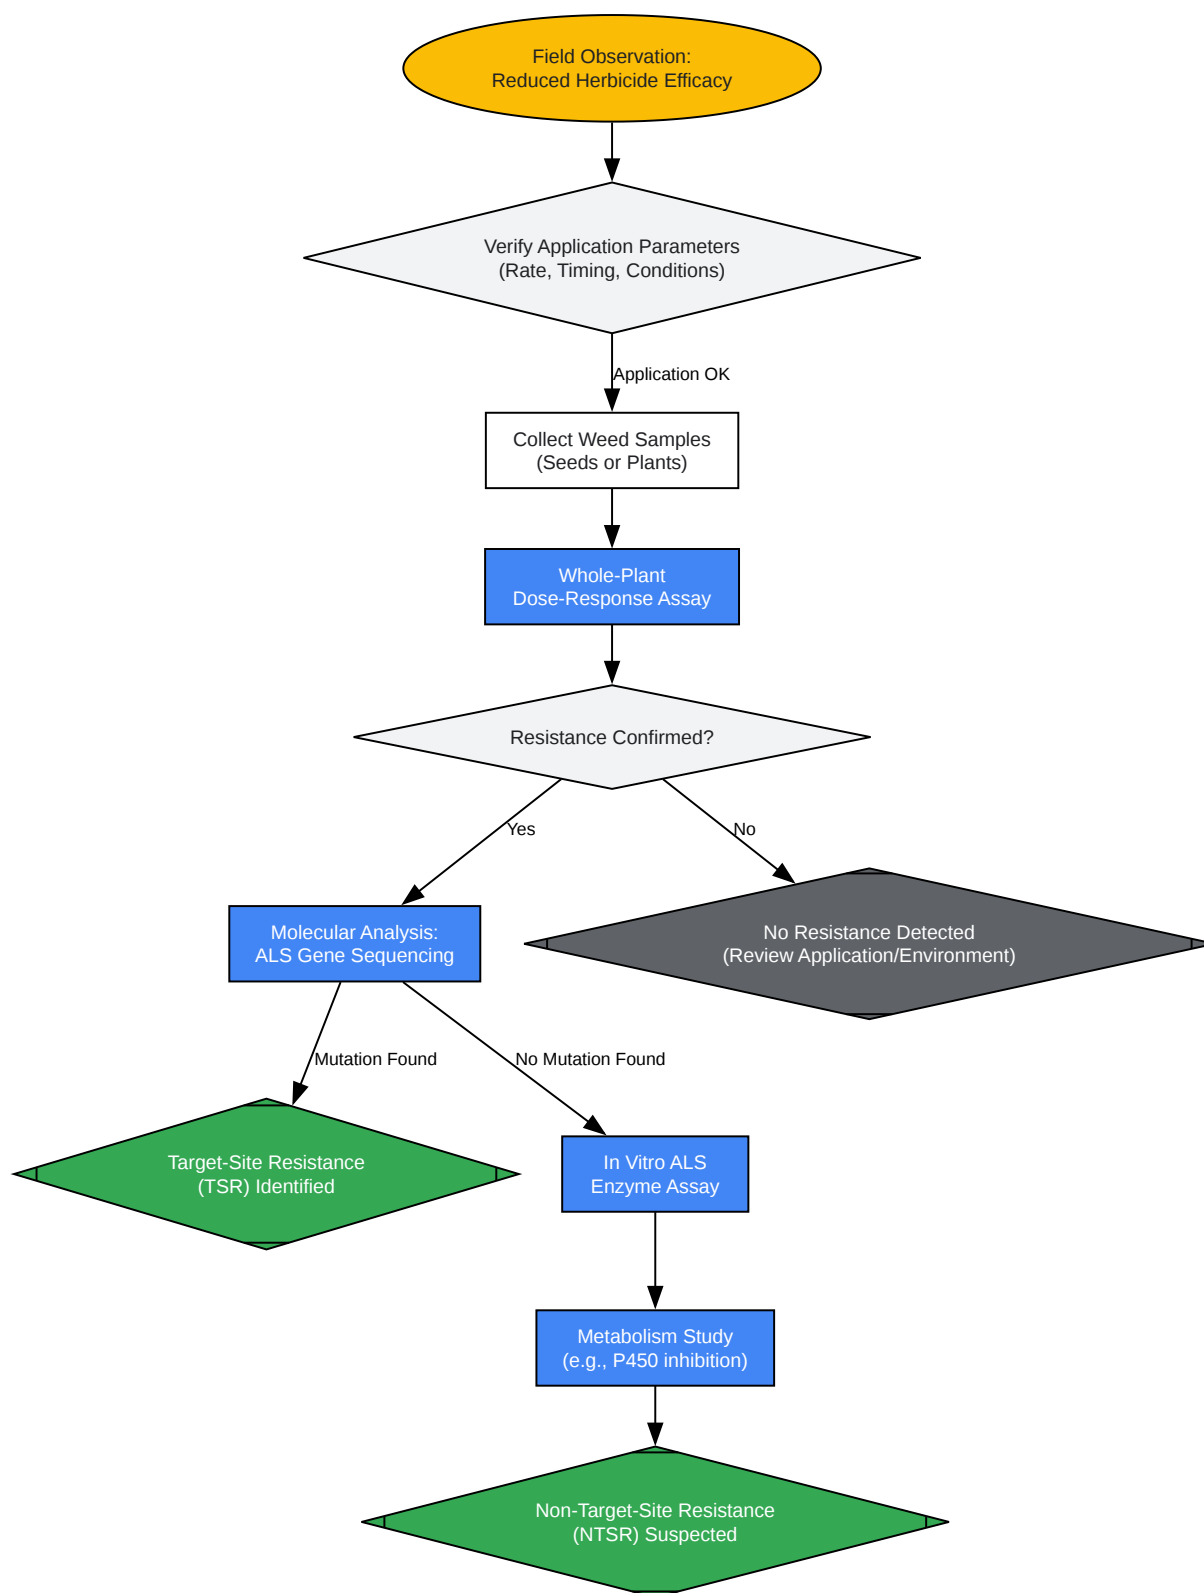 Field Observation:
Reduced Herbicide Efficacy
Verify Application Parameters
(Rate, Timing, Conditions)
Application OK
Collect Weed Samples
(Seeds or Plants)
Whole-Plant
Dose-Response Assay
Resistance Confirmed?
Yes
No
Molecular Analysis:
ALS Gene Sequencing
No Resistance Detected
(Review Application/Environment)
Mutation Found
No Mutation Found
Target-Site Resistance
(TSR) Identified
In Vitro ALS
Enzyme Assay
Metabolism Study
(e.g., P450 inhibition)
Non-Target-Site Resistance
(NTSR) Suspected